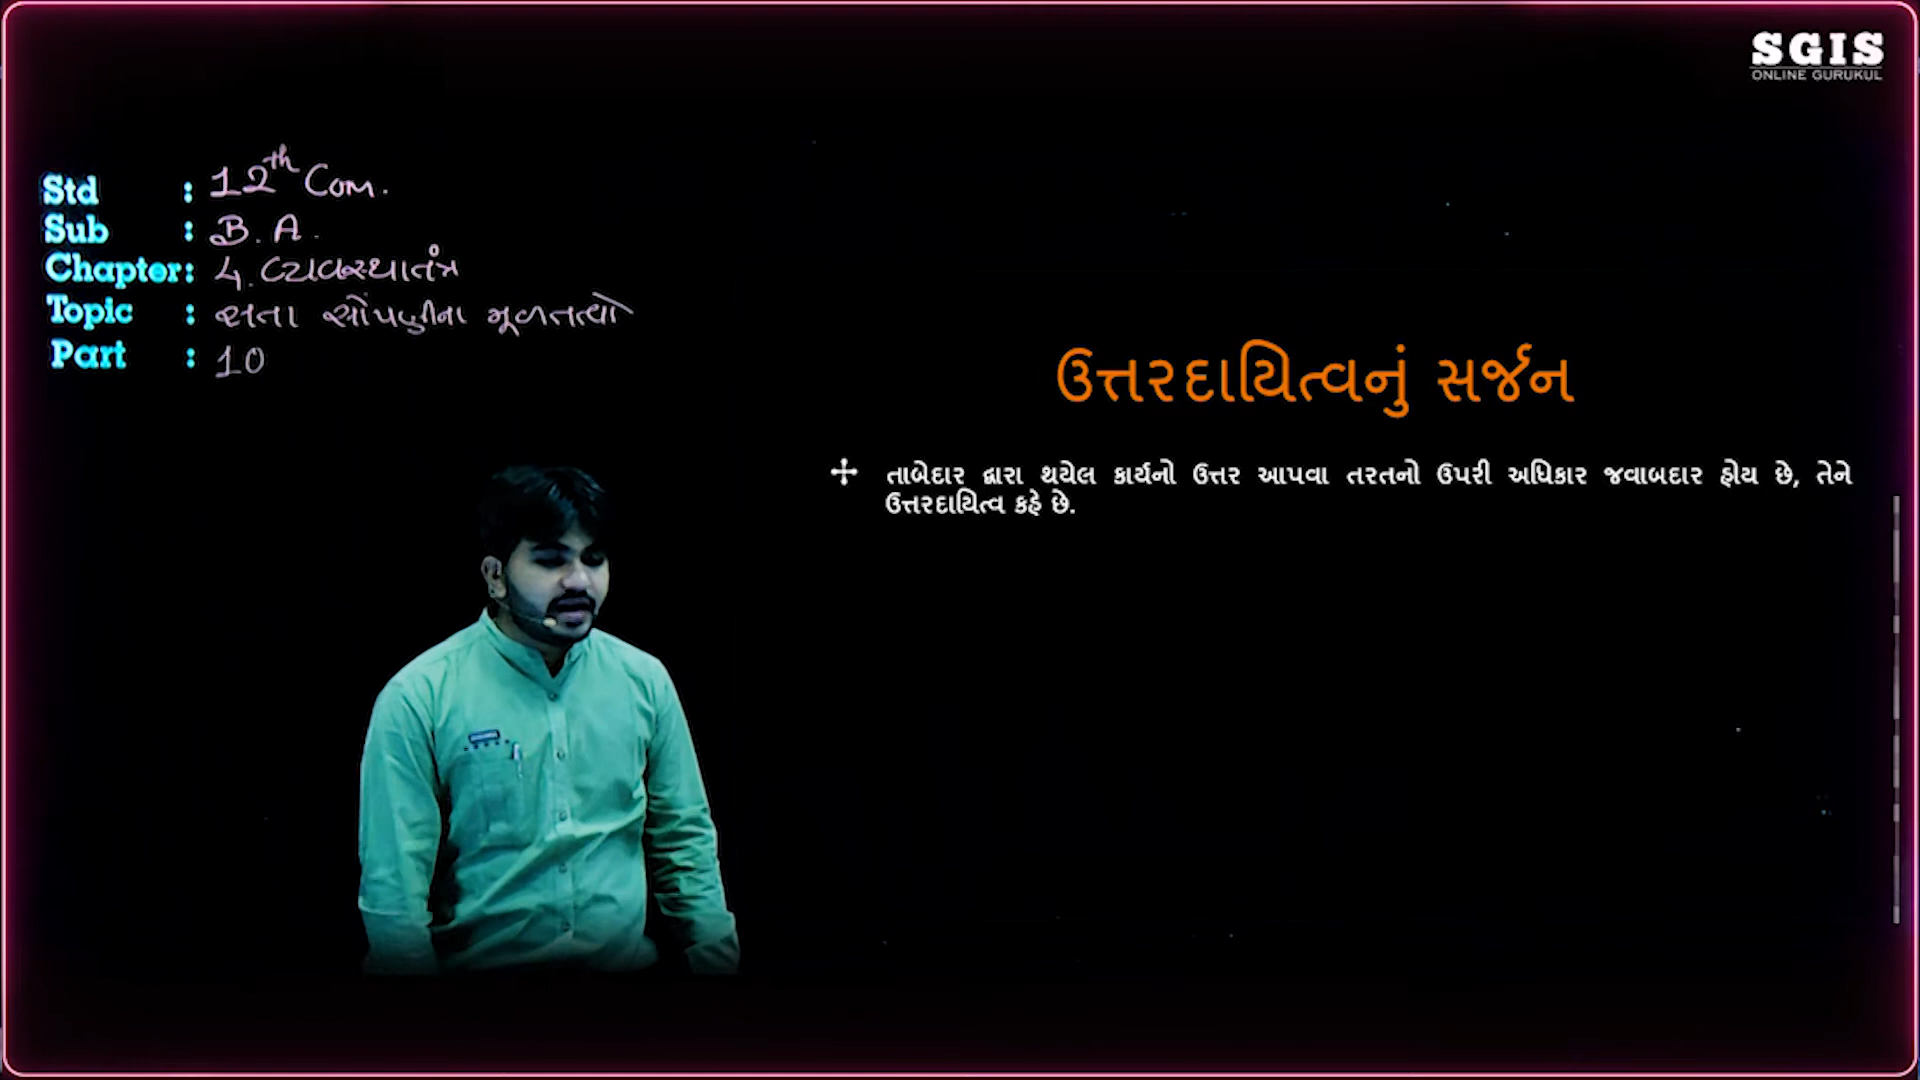 SGIS
ONLINE GURUKUL
Std : 12th Com.
Sub : B. A.
Chapter : 4. વ્યવસ્થાતંત્ર
Topic : સતા સોંપણીના મૂળતત્વો
Part : 10
ઉત્તરદાયિત્વનું સર્જન
તાબેદાર દ્વારા થયેલ કાર્યનો ઉત્તર આપવા તરતનો ઉપરી અધિકાર જવાબદાર હોય છે, તેને
ઉત્તરદાયિત્વ કહે છે.